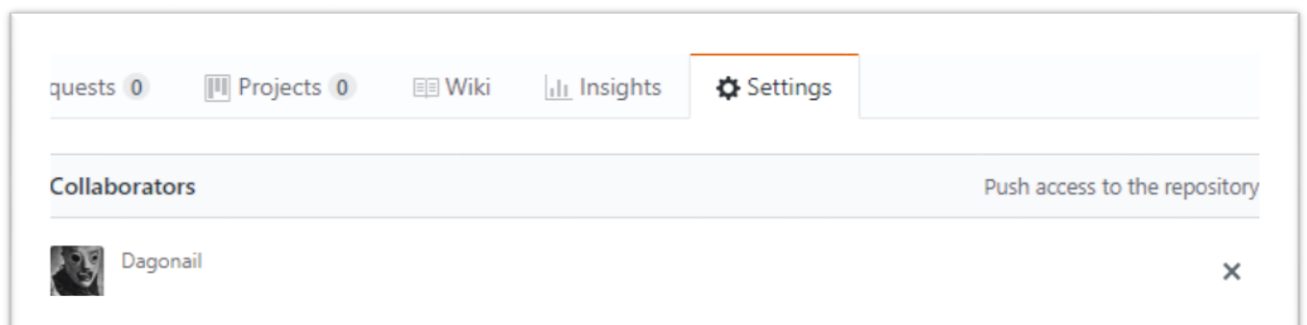 quests 0 Projects 0 Wiki Insights Settings
Collaborators Push access to the repository
Dagonail